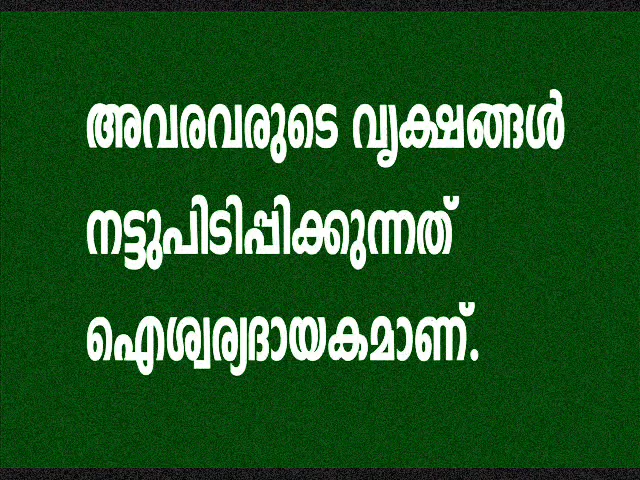 അവരവരുടെ വൃക്ഷങ്ങൾ
നട്ടുപിടിപ്പിക്കുന്നത്
ഐശ്വര്യദായകമാണ്.